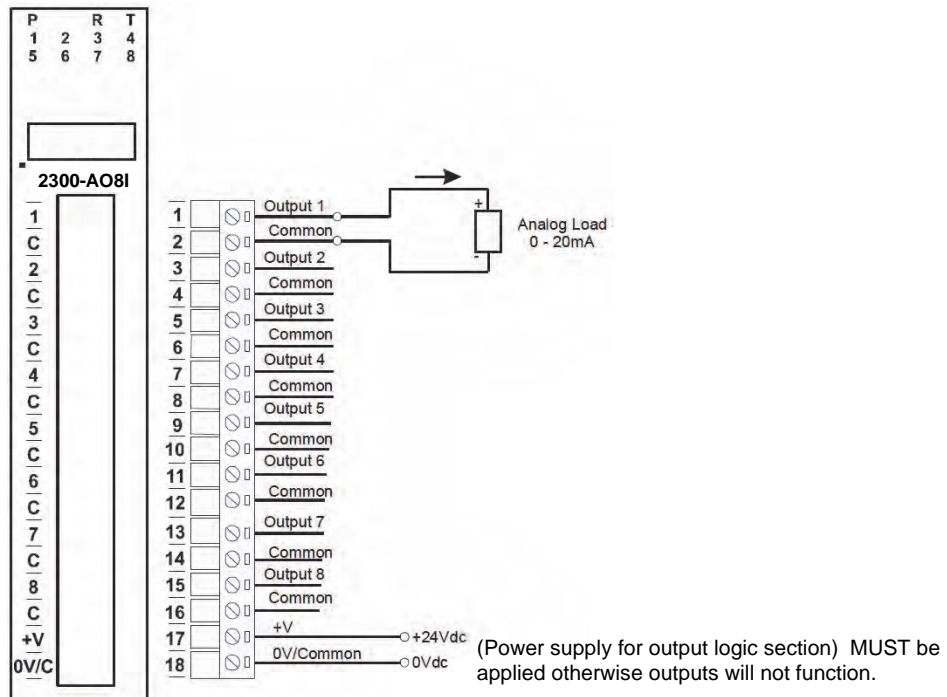 P R T
1 2 3 4
5 6 7 8
2300-AO8I
1
C
2
C
3
C
4
C
5
C
6
C
7
C
8
C
+V
0V/C
1 Output 1
2 Common
3 Output 2
4 Common
5 Output 3
6 Common
7 Output 4
8 Common
9 Output 5
10 Common
11 Output 6
12 Common
13 Output 7
14 Common
15 Output 8
16 Common
17 +V +24Vdc
18 0V/Common 0Vdc
+
-
Analog Load
0 - 20mA
(Power supply for output logic section) MUST be
applied otherwise outputs will not function.